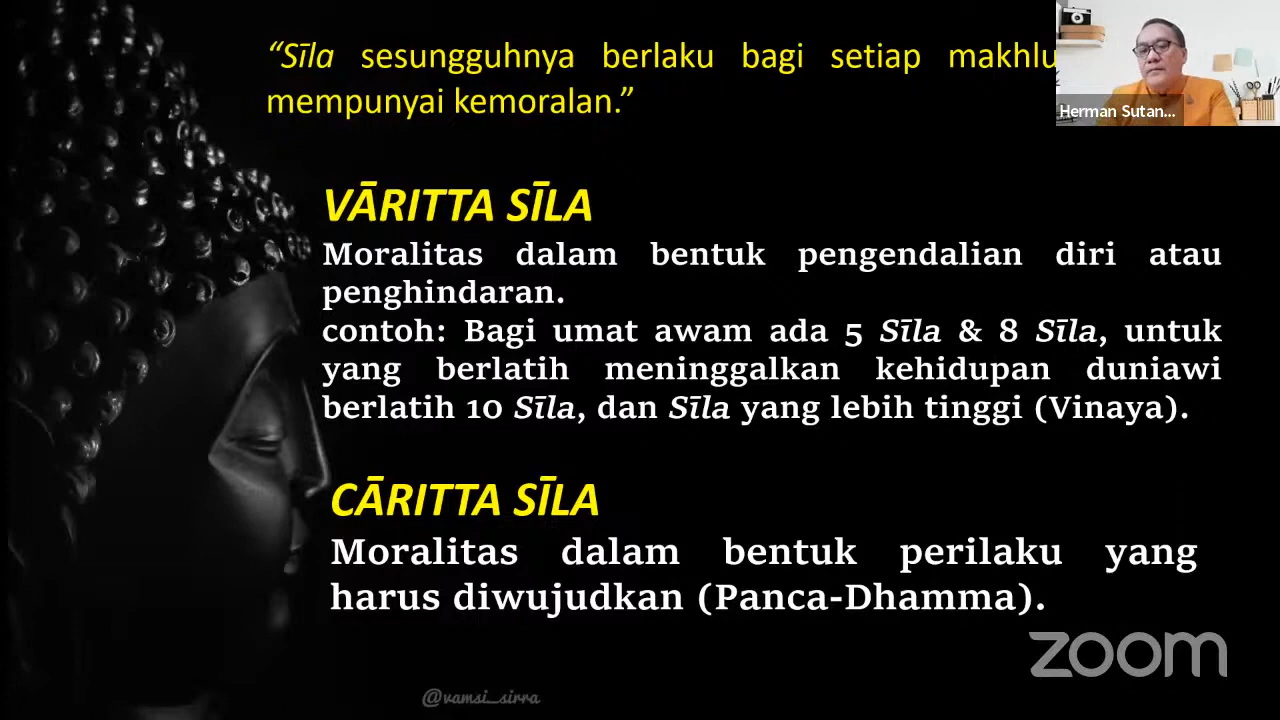 “Sīla sesungguhnya berlaku bagi setiap
mempunyai kemoralan.”
Herman Sutan...
VĀRITTA SĪLA
Moralitas dalam bentuk pengendalian diri atau
penghindaran.
contoh: Bagi umat awam ada 5 Sīla & 8 Sīla, untuk
yang berlatih meninggalkan kehidupan duniawi
berlatih 10 Sīla, dan Sīla yang lebih tinggi (Vinaya).
CĀRITTA SĪLA
Moralitas dalam bentuk perilaku yang
harus diwujudkan (Panca-Dhamma).
zoom
@vamsi_sirra